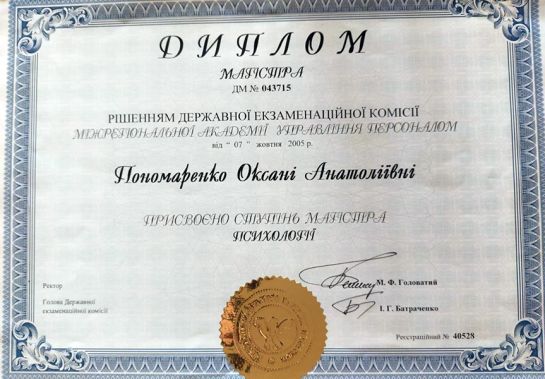 ДИПЛОМ
МАГІСТРА
ДМ № 043715
РІШЕННЯМ ДЕРЖАВНОЇ ЕКЗАМЕНАЦІЙНОЇ КОМІСІЇ
МІЖРЕГІОНАЛЬНОЇ АКАДЕМІЇ УПРАВЛІННЯ ПЕРСОНАЛОМ
від “ 07 ” жовтня 2005 р.
Пономаренко Оксані Анатоліївні
ПРИСВОЄНО СТУПІНЬ МАГІСТРА
ПСИХОЛОГІЇ
Ректор М. Ф. Головатий
Голова Державної
екзаменаційної комісії І. Г. Батраченко
Реєстраційний № 40528